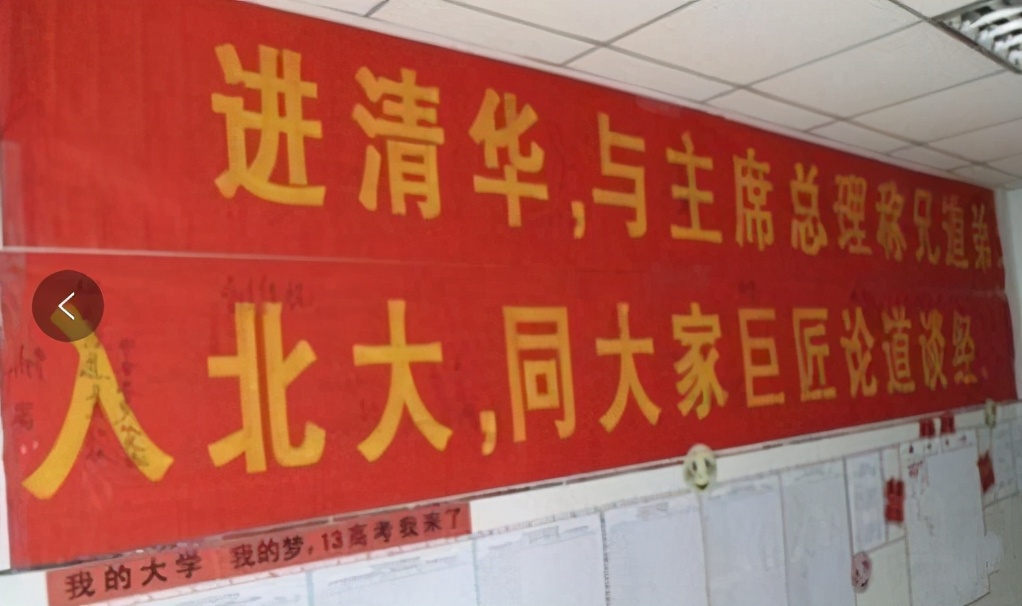 进清华,与主席总理称兄道弟
入北大,同大家巨匠论道谈经、
我的大学 我的梦,13高考我来了